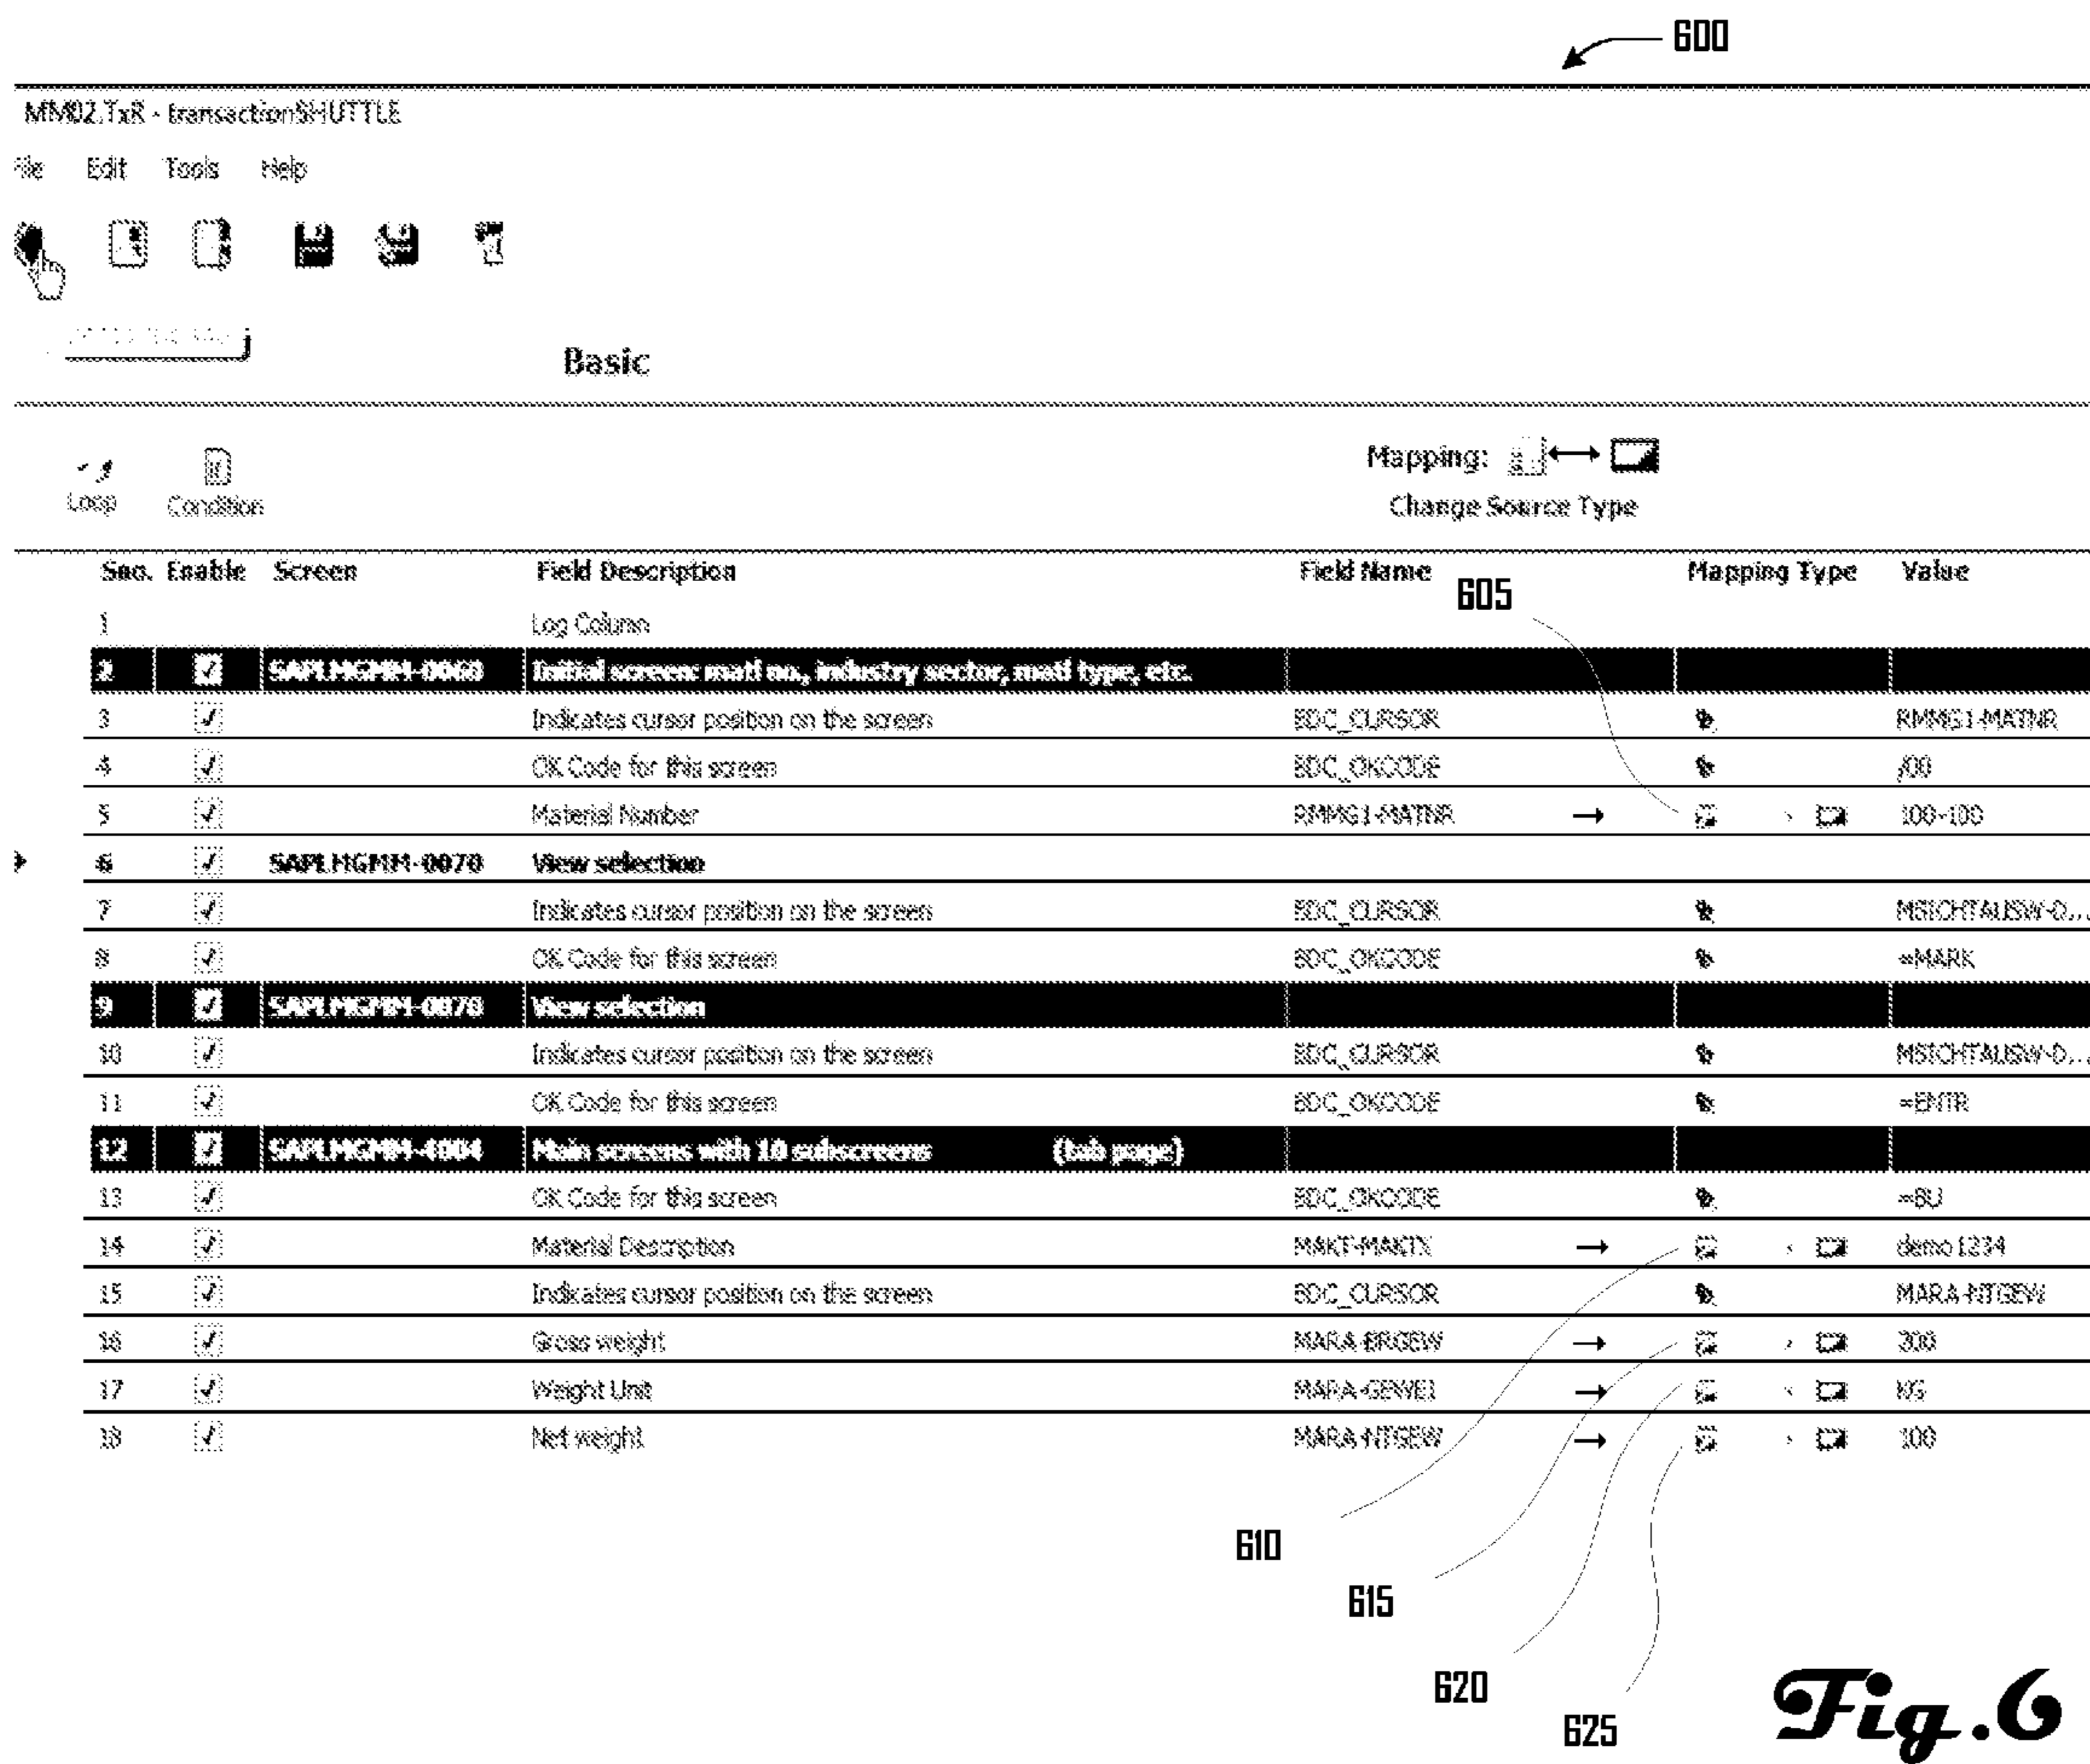 600
MM02.TxR - transactionSHUTTLE
File Edit Tools Help
Basic
Mapping:
Loop Condition Change Source Type
Sno. Enable Screen Field Description Field Name Mapping Type Value
605
1 Log Column
2 SAPLMGMM-0060 Initial screen: matl no., industry sector, matl type, etc.
3 Indicates cursor position on the screen BDC_CURSOR RMMG1-MATNR
4 OK Code for this screen BDC_OKCODE /00
5 Material Number RMMG1-MATNR → 100-100
6 SAPLMGMM-0070 View selection
7 Indicates cursor position on the screen BDC_CURSOR MSICHTAUSW-D...
8 OK Code for this screen BDC_OKCODE =MARK
9 SAPLMGMM-0070 View selection
10 Indicates cursor position on the screen BDC_CURSOR MSICHTAUSW-D...
11 OK Code for this screen BDC_OKCODE =ENTR
12 SAPLMGMM-4004 Main screens with 10 subscreens (tab page)
13 OK Code for this screen BDC_OKCODE =BU
14 Material Description MAKT-MAKTX → demo1234
15 Indicates cursor position on the screen BDC_CURSOR MARA-NTGEW
16 Gross weight MARA-BRGEW → 200
17 Weight Unit MARA-GEWEI → KG
18 Net weight MARA-NTGEW → 100
610
615
620
625
Fig.6